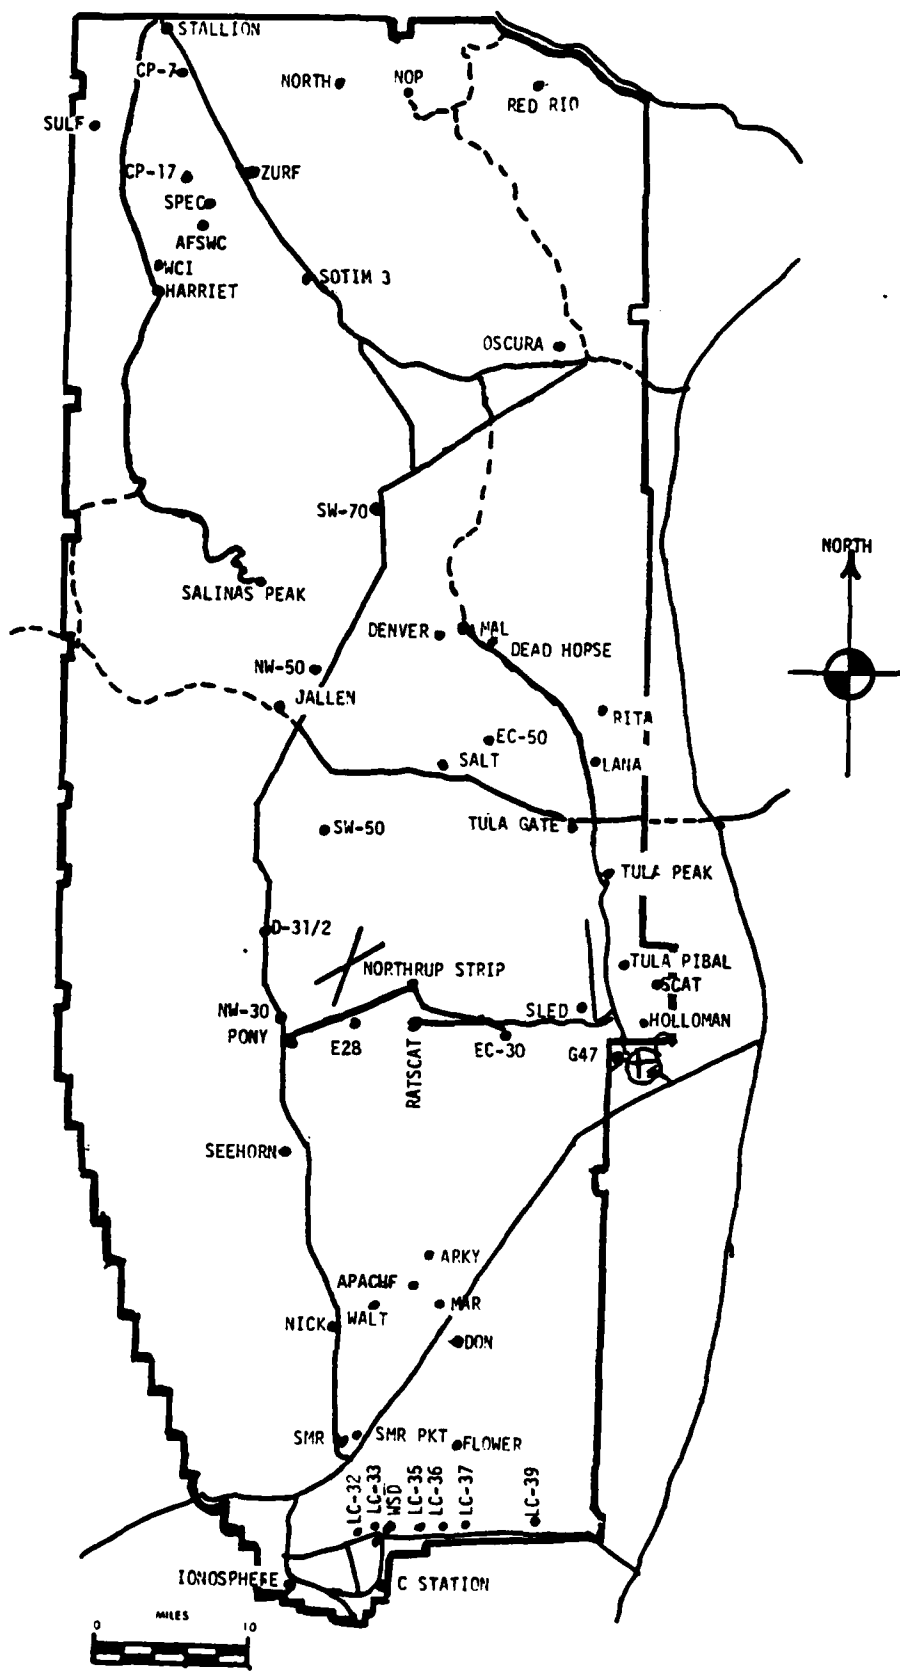 STALLION
CP-7
NORTH
NOP
RED RIO
SULF
CP-17
ZURF
SPEC
AFSWC
WCI
HARRIET
SOTIM 3
OSCURA
SW-70
NORTH
SALINAS PEAK
DENVER
MAL
DEAD HOPSE
NW-50
JALLEN
RITA
EC-50
SALT
LANA
SW-50
TULA GATE
TULA PEAK
D-31/2
NORTHRUP STRIP
TULA PIBAL
SCAT
NW-30
SLED
HOLLOMAN
PONY
E28
RATSCAT
EC-30
G47
SEEHORN
ARKY
APACHF
WALT
MAR
NICK
DON
SMR
SMR PKT
FLOWER
LC-32
LC-33
WSD
LC-35
LC-36
LC-37
LC-39
IONOSPHERE
C STATION
MILES
0 10